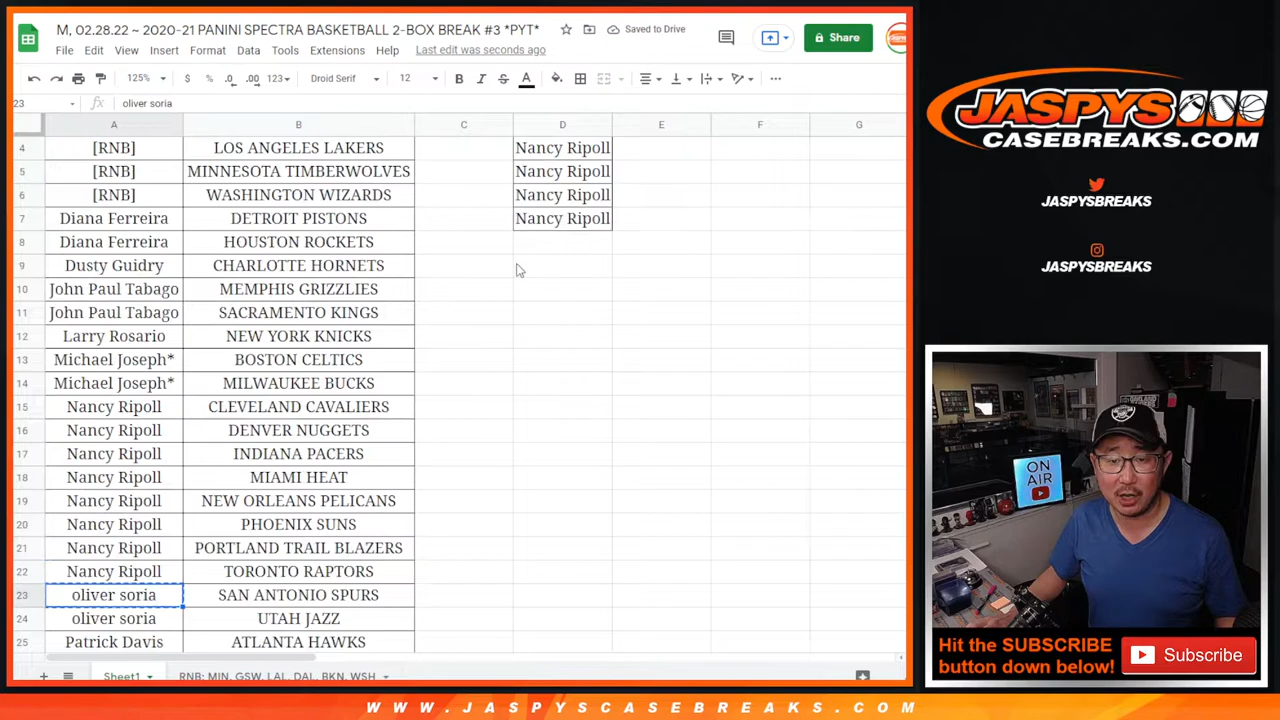 M, 02.28.22 ~ 2020-21 PANINI SPECTRA BASKETBALL 2-BOX BREAK #3 *PYT*
Saved to Drive
Share
File Edit View Insert Format Data Tools Extensions Help Last edit was seconds ago
125% $ % .0 .00 123 Droid Serif 12 B I S A
23 fx oliver soria
A B C D E F G
4 [RNB] LOS ANGELES LAKERS Nancy Ripoll
5 [RNB] MINNESOTA TIMBERWOLVES Nancy Ripoll
6 [RNB] WASHINGTON WIZARDS Nancy Ripoll
7 Diana Ferreira DETROIT PISTONS Nancy Ripoll
8 Diana Ferreira HOUSTON ROCKETS
9 Dusty Guidry CHARLOTTE HORNETS
10 John Paul Tabago MEMPHIS GRIZZLIES
11 John Paul Tabago SACRAMENTO KINGS
12 Larry Rosario NEW YORK KNICKS
13 Michael Joseph* BOSTON CELTICS
14 Michael Joseph* MILWAUKEE BUCKS
15 Nancy Ripoll CLEVELAND CAVALIERS
16 Nancy Ripoll DENVER NUGGETS
17 Nancy Ripoll INDIANA PACERS
18 Nancy Ripoll MIAMI HEAT
19 Nancy Ripoll NEW ORLEANS PELICANS
20 Nancy Ripoll PHOENIX SUNS
21 Nancy Ripoll PORTLAND TRAIL BLAZERS
22 Nancy Ripoll TORONTO RAPTORS
23 oliver soria SAN ANTONIO SPURS
24 oliver soria UTAH JAZZ
25 Patrick Davis ATLANTA HAWKS
Sheet1 RNB: MIN, GSW, LAL, DAL, BKN, WSH
JASPYS
CASEBREAKS.COM
JASPYSBREAKS
JASPYSBREAKS
ON
AIR
Hit the SUBSCRIBE
button down below!
Subscribe
WWW.JASPYSCASEBREAKS.COM